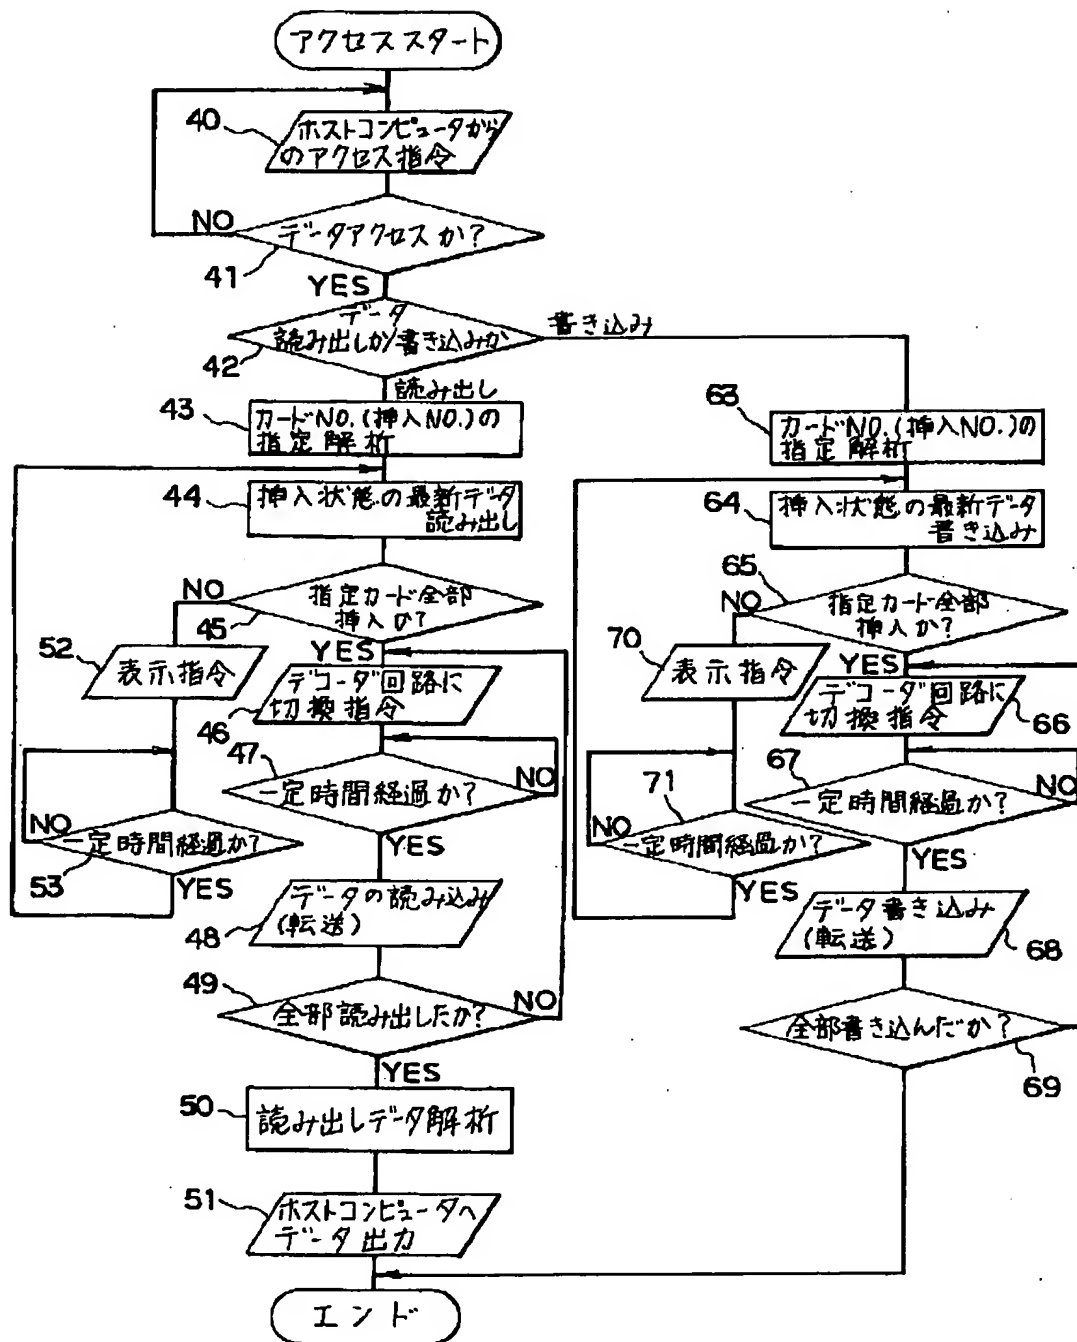 アクセススタート
40
ホストコンピュータから
のアクセス指令
NO
データアクセスか?
41
YES
データ
読み出しか/書き込みか
42
書き込み
読み出し
43
カードNO.(挿入NO.)の
指定解析
44
挿入状態の最新データ
読み出し
NO
指定カード全部
挿入か?
45
YES
52
表示指令
デコーダ回路に
切換指令
46
47
一定時間経過か?
NO
YES
NO
一定時間経過か?
53
YES
データの読み込み
(転送)
48
49
全部読み出したか?
NO
YES
50
読み出しデータ解析
51
ホストコンピュータへ
データ出力
エンド
63
カードNO.(挿入NO.)の
指定解析
64
挿入状態の最新データ
書き込み
65
NO
指定カード全部
挿入か?
YES
70
表示指令
デコーダ回路に
切換指令
66
67
一定時間経過か?
NO
YES
71
NO
一定時間経過か?
YES
データ書き込み
(転送)
68
全部書き込んだか?
69